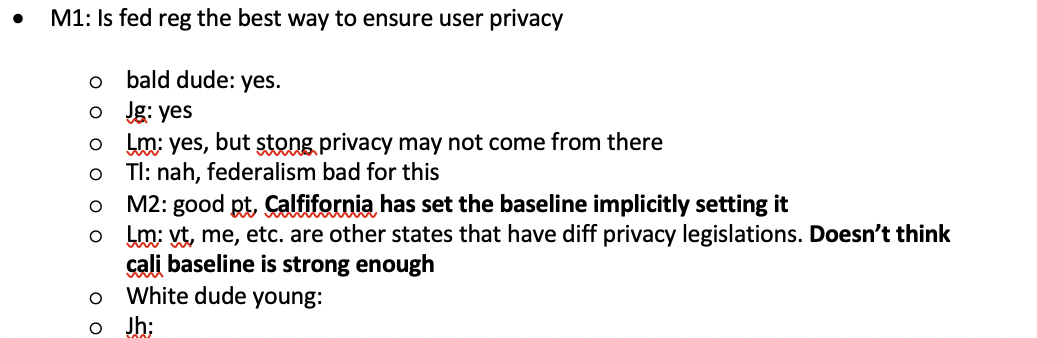 • M1: Is fed reg the best way to ensure user privacy
o bald dude: yes.
o Jg: yes
o Lm: yes, but stong privacy may not come from there
o Tl: nah, federalism bad for this
o M2: good pt, Calfifornia has set the baseline implicitly setting it
o Lm: vt, me, etc. are other states that have diff privacy legislations. Doesn’t think
cali baseline is strong enough
o White dude young:
o Jh: